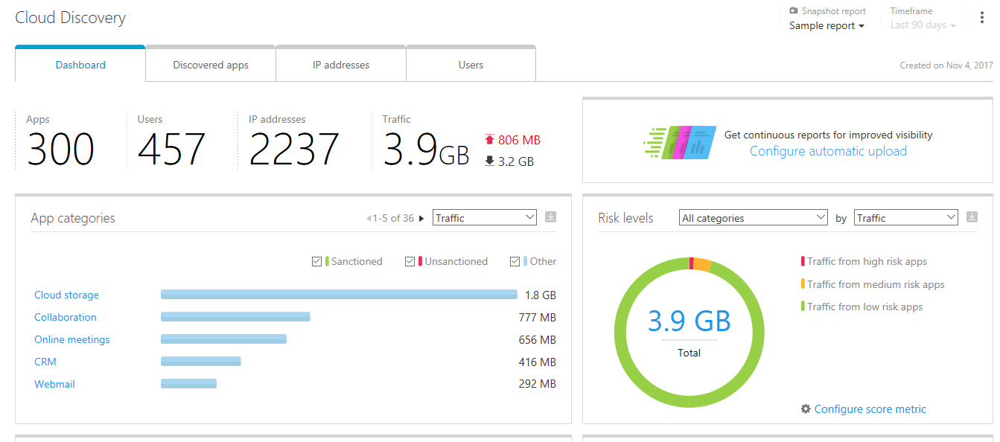 Cloud Discovery
Snapshot report
Sample report
Timeframe
Last 90 days
Dashboard
Discovered apps
IP addresses
Users
Created on Nov 4, 2017
Apps
300
Users
457
IP addresses
2237
Traffic
3.9GB
806 MB
3.2 GB
Get continuous reports for improved visibility
Configure automatic upload
App categories
1-5 of 36
Traffic
Sanctioned
Unsanctioned
Other
Cloud storage 1.8 GB
Collaboration 777 MB
Online meetings 656 MB
CRM 416 MB
Webmail 292 MB
Risk levels
All categories
by
Traffic
Traffic from high risk apps
Traffic from medium risk apps
Traffic from low risk apps
3.9 GB
Total
Configure score metric